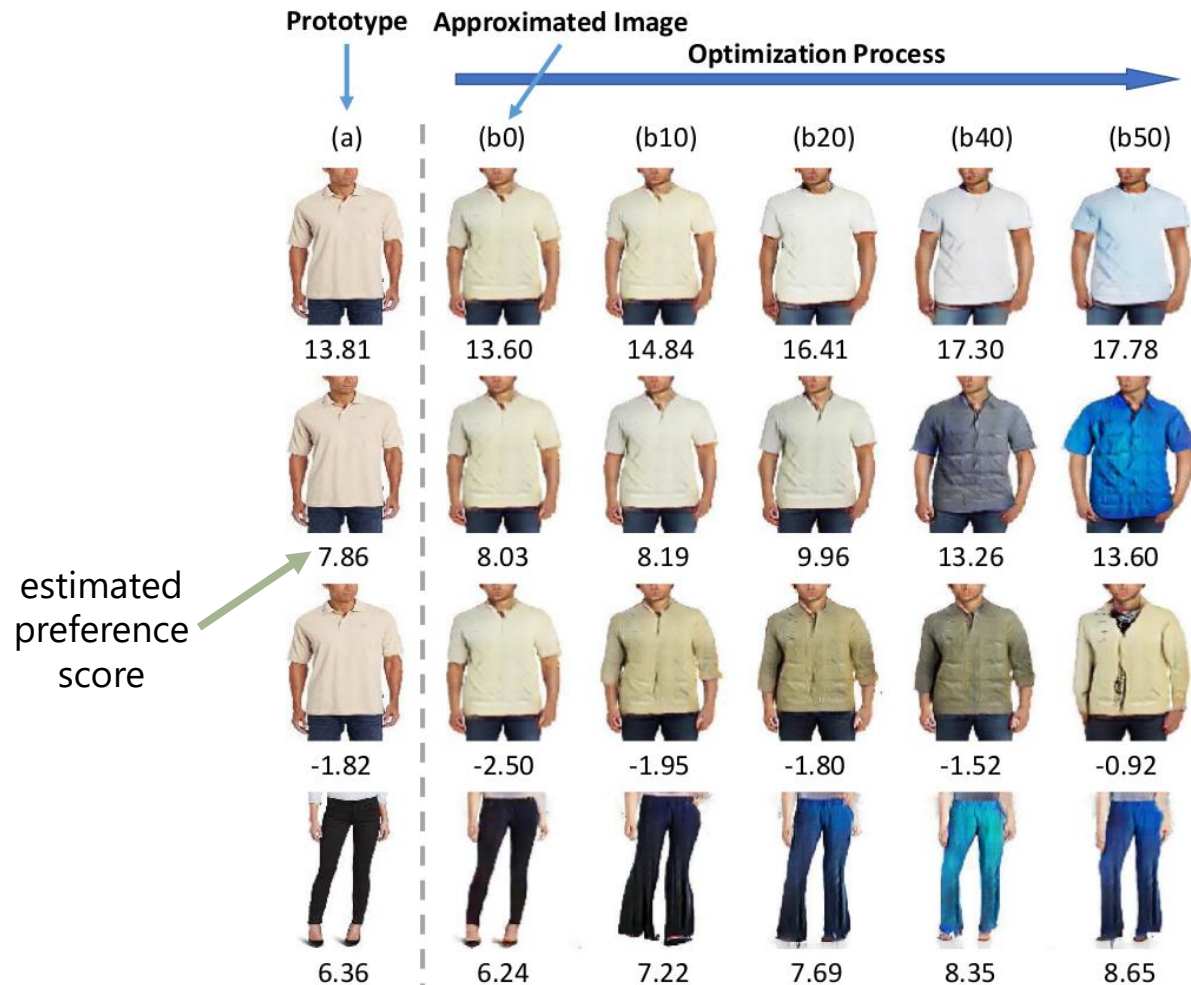 Prototype
Approximated Image
Optimization Process
(a)
(b0)
(b10)
(b20)
(b40)
(b50)
13.81
13.60
14.84
16.41
17.30
17.78
7.86
8.03
8.19
9.96
13.26
13.60
estimated
preference
score
-1.82
-2.50
-1.95
-1.80
-1.52
-0.92
6.36
6.24
7.22
7.69
8.35
8.65